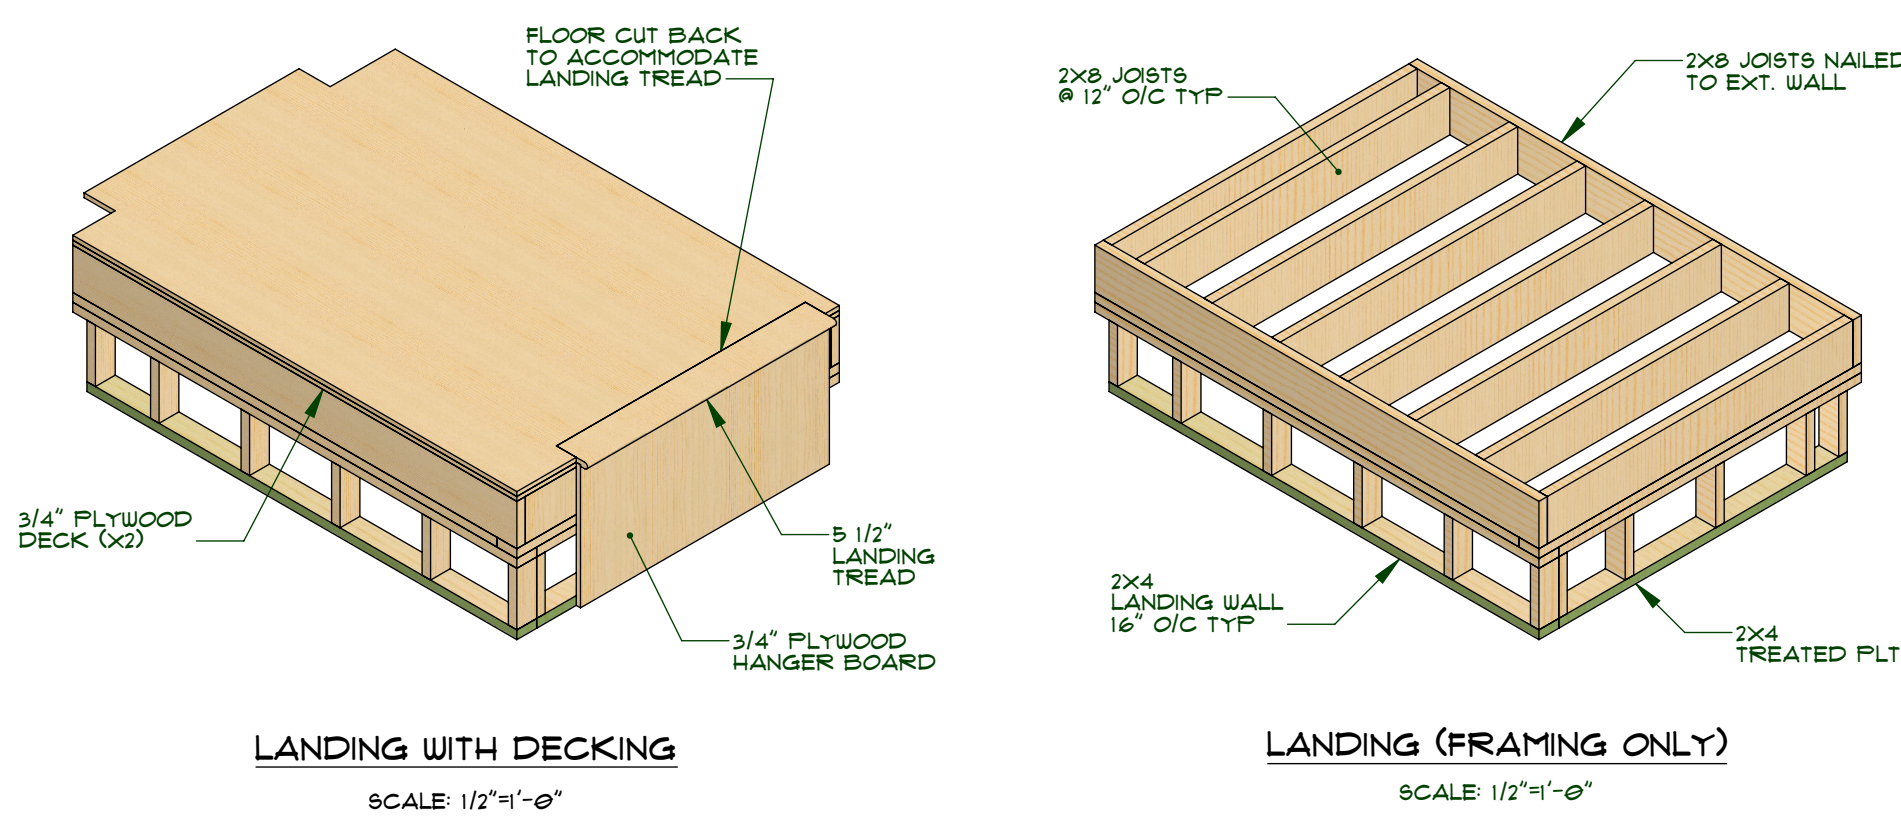 FLOOR CUT BACK
TO ACCOMMODATE
LANDING TREAD
3/4" PLYWOOD
DECK (X2)
5 1/2"
LANDING
TREAD
3/4" PLYWOOD
HANGER BOARD
LANDING WITH DECKING
SCALE: 1/2"=1'-0"
2X8 JOISTS
@ 12" O/C TYP
2X8 JOISTS NAILED
TO EXT. WALL
2X4
LANDING WALL
16" O/C TYP
2X4
TREATED PLT
LANDING (FRAMING ONLY)
SCALE: 1/2"=1'-0"